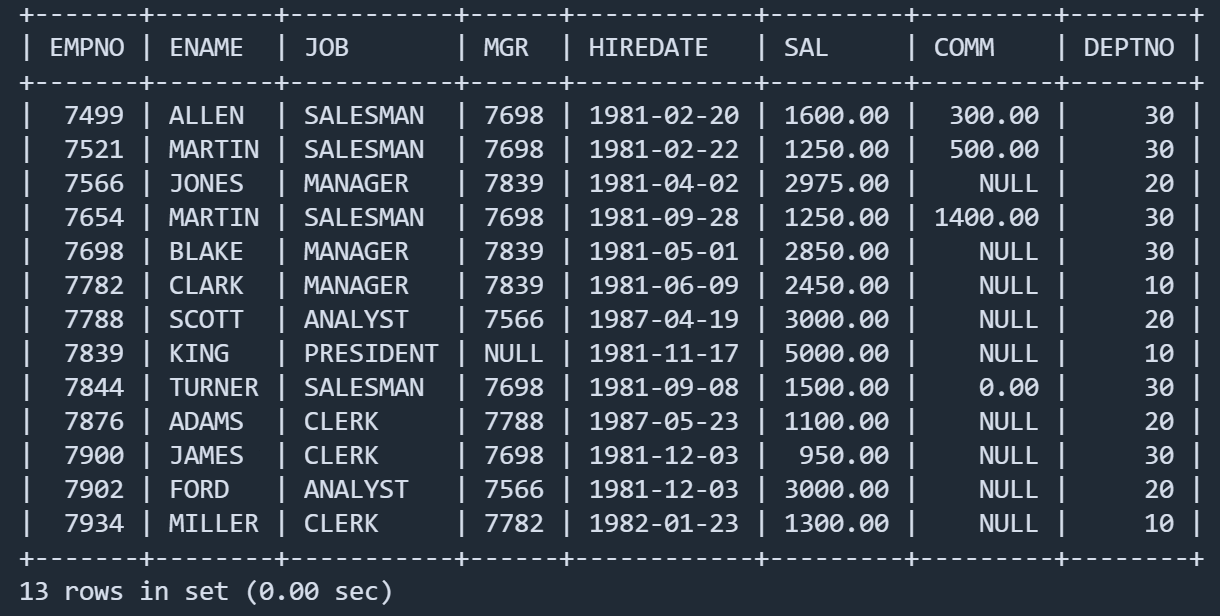 +-------+--------+-----------+------+------------+---------+---------+--------+
| EMPNO | ENAME  | JOB       | MGR  | HIREDATE   | SAL     | COMM    | DEPTNO |
+-------+--------+-----------+------+------------+---------+---------+--------+
|  7499 | ALLEN  | SALESMAN  | 7698 | 1981-02-20 | 1600.00 |  300.00 |     30 |
|  7521 | MARTIN | SALESMAN  | 7698 | 1981-02-22 | 1250.00 |  500.00 |     30 |
|  7566 | JONES  | MANAGER   | 7839 | 1981-04-02 | 2975.00 |    NULL |     20 |
|  7654 | MARTIN | SALESMAN  | 7698 | 1981-09-28 | 1250.00 | 1400.00 |     30 |
|  7698 | BLAKE  | MANAGER   | 7839 | 1981-05-01 | 2850.00 |    NULL |     30 |
|  7782 | CLARK  | MANAGER   | 7839 | 1981-06-09 | 2450.00 |    NULL |     10 |
|  7788 | SCOTT  | ANALYST   | 7566 | 1987-04-19 | 3000.00 |    NULL |     20 |
|  7839 | KING   | PRESIDENT | NULL | 1981-11-17 | 5000.00 |    NULL |     10 |
|  7844 | TURNER | SALESMAN  | 7698 | 1981-09-08 | 1500.00 |    0.00 |     30 |
|  7876 | ADAMS  | CLERK     | 7788 | 1987-05-23 | 1100.00 |    NULL |     20 |
|  7900 | JAMES  | CLERK     | 7698 | 1981-12-03 |  950.00 |    NULL |     30 |
|  7902 | FORD   | ANALYST   | 7566 | 1981-12-03 | 3000.00 |    NULL |     20 |
|  7934 | MILLER | CLERK     | 7782 | 1982-01-23 | 1300.00 |    NULL |     10 |
+-------+--------+-----------+------+------------+---------+---------+--------+
13 rows in set (0.00 sec)